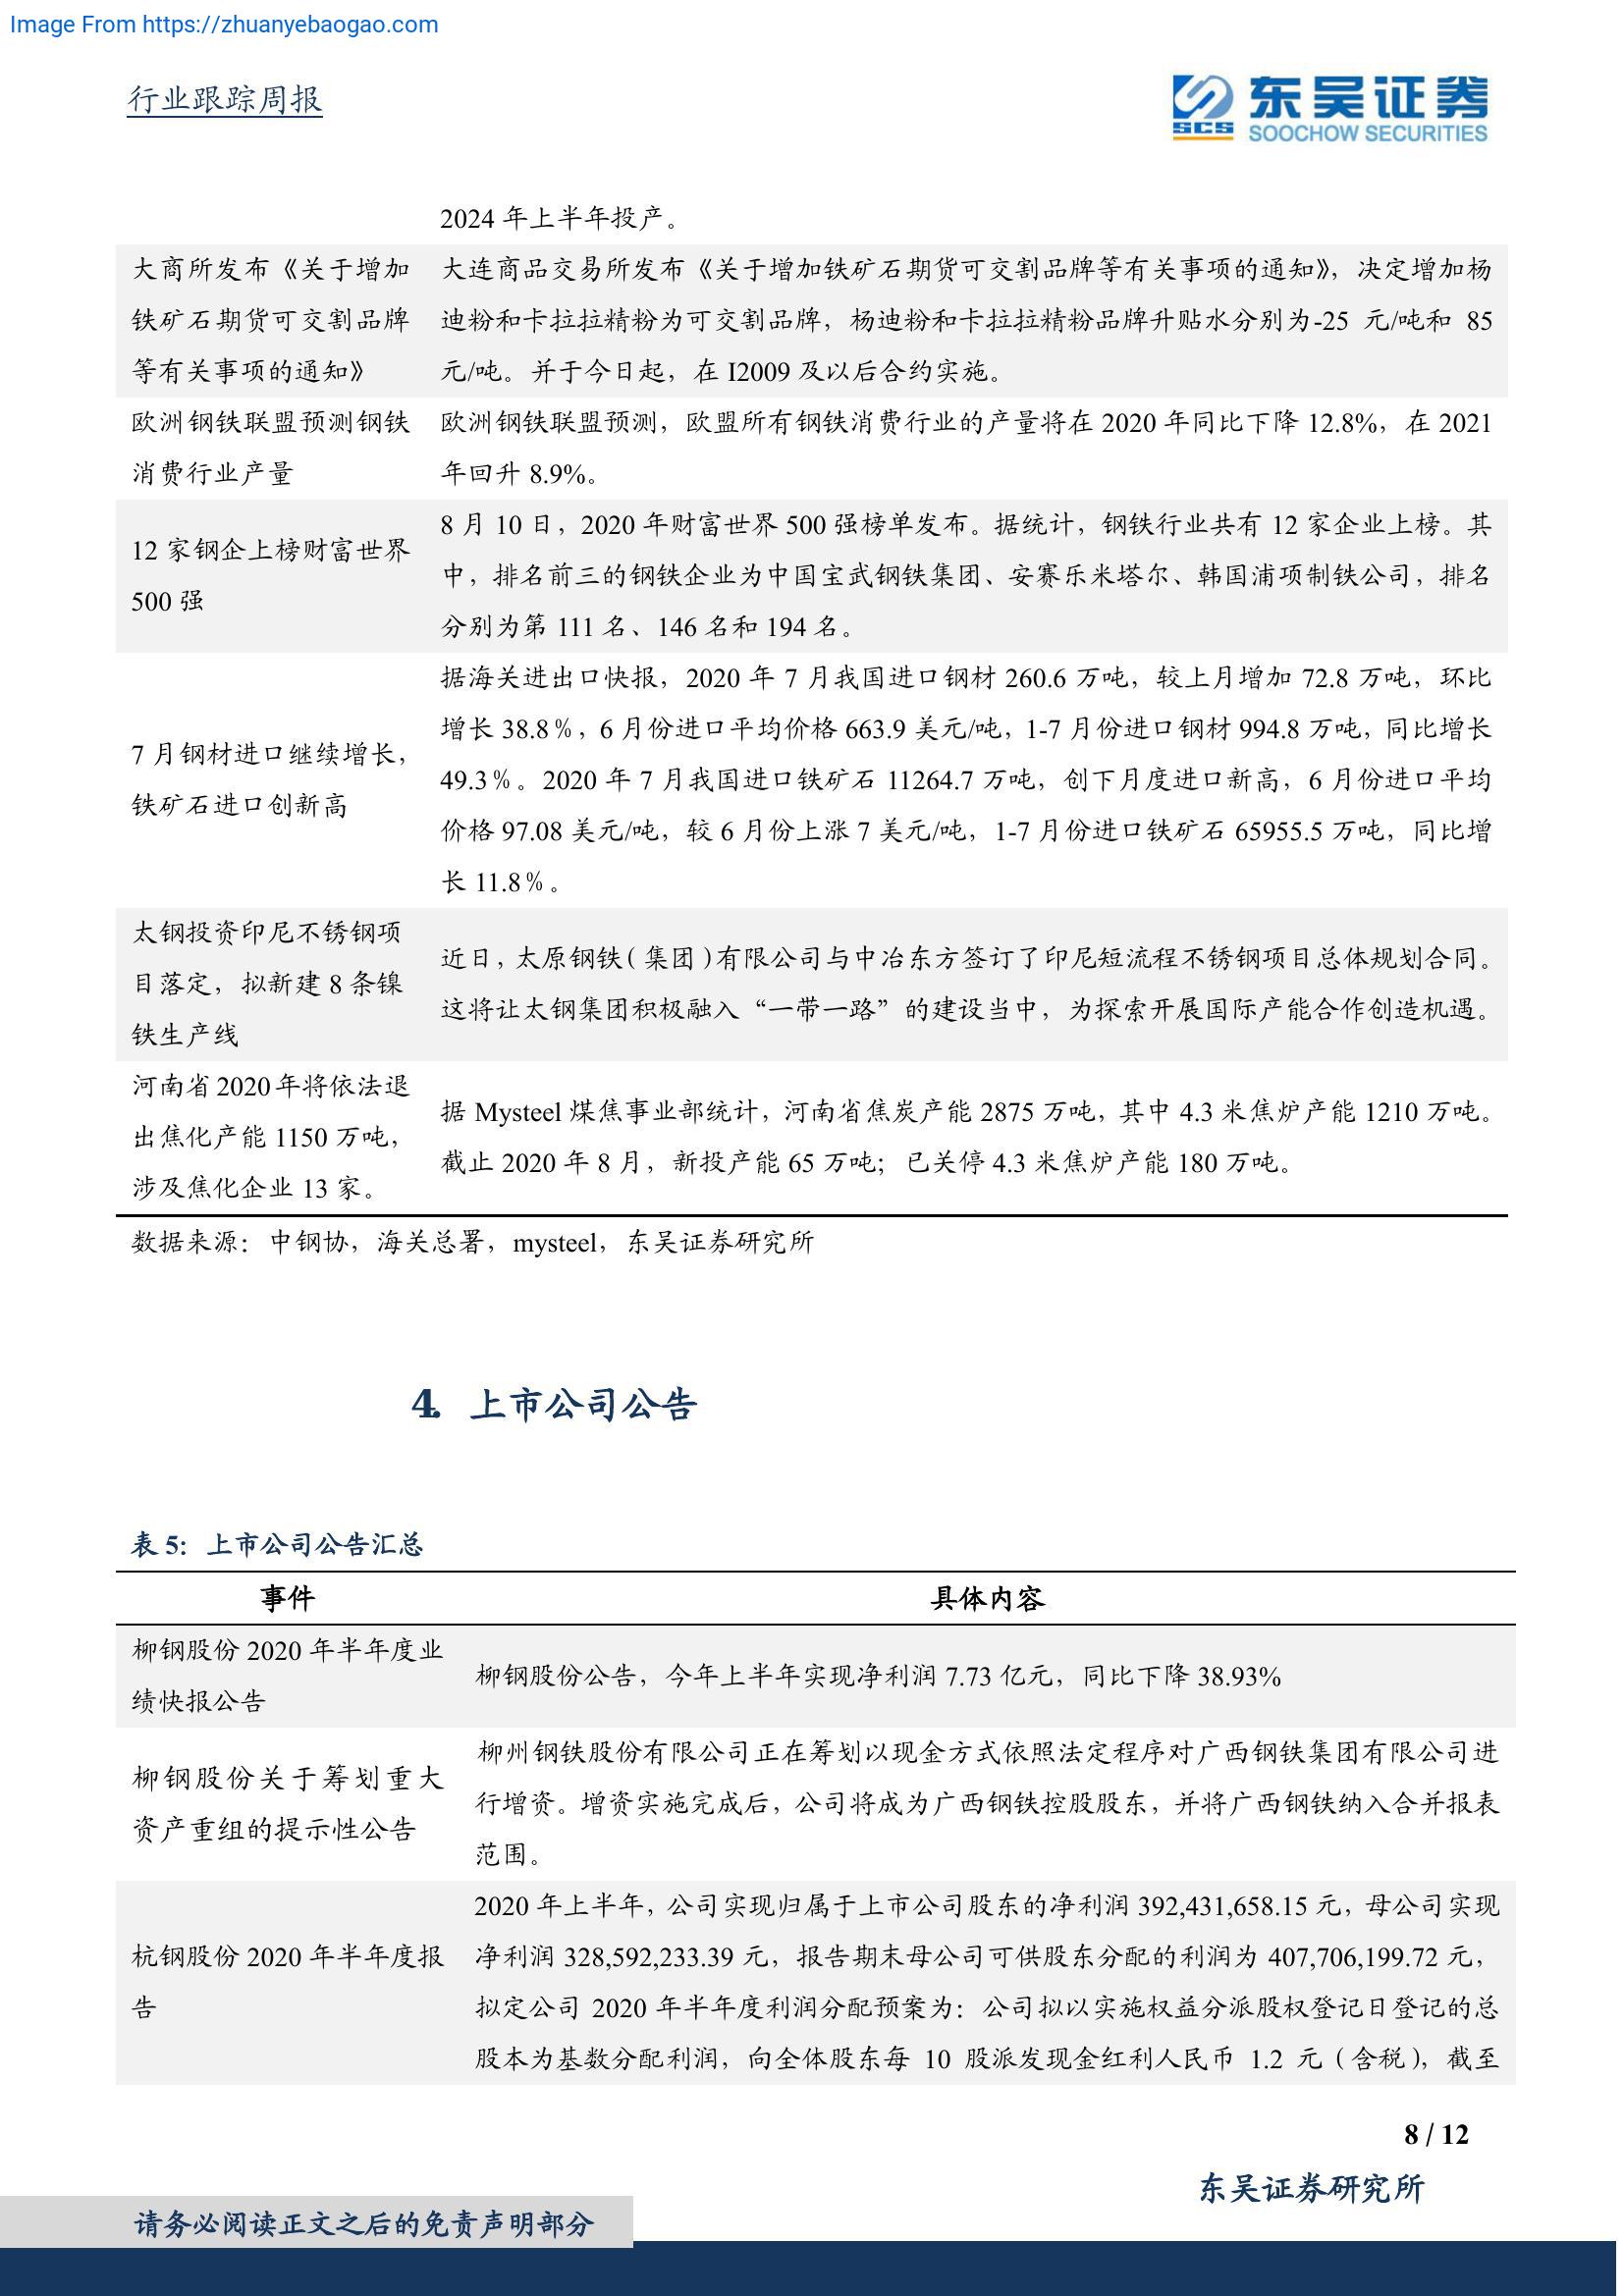 Image From https://zhuanyebaogao.com
行业跟踪周报
SCS
东吴证券
SOOCHOW SECURITIES
2024 年上半年投产。
大商所发布《关于增加
铁矿石期货可交割品牌
等有关事项的通知》
大连商品交易所发布《关于增加铁矿石期货可交割品牌等有关事项的通知》，决定增加杨
迪粉和卡拉拉精粉为可交割品牌，杨迪粉和卡拉拉精粉品牌升贴水分别为-25 元/吨和 85
元/吨。并于今日起，在 I2009 及以后合约实施。
欧洲钢铁联盟预测钢铁
消费行业产量
欧洲钢铁联盟预测，欧盟所有钢铁消费行业的产量将在 2020 年同比下降 12.8%，在 2021
年回升 8.9%。
12 家钢企上榜财富世界
500 强
8 月 10 日，2020 年财富世界 500 强榜单发布。据统计，钢铁行业共有 12 家企业上榜。其
中，排名前三的钢铁企业为中国宝武钢铁集团、安赛乐米塔尔、韩国浦项制铁公司，排名
分别为第 111 名、146 名和 194 名。
7 月钢材进口继续增长，
铁矿石进口创新高
据海关进出口快报，2020 年 7 月我国进口钢材 260.6 万吨，较上月增加 72.8 万吨，环比
增长 38.8％，6 月份进口平均价格 663.9 美元/吨，1-7 月份进口钢材 994.8 万吨，同比增长
49.3％。2020 年 7 月我国进口铁矿石 11264.7 万吨，创下月度进口新高，6 月份进口平均
价格 97.08 美元/吨，较 6 月份上涨 7 美元/吨，1-7 月份进口铁矿石 65955.5 万吨，同比增
长 11.8％。
太钢投资印尼不锈钢项
目落定，拟新建 8 条镍
铁生产线
近日，太原钢铁（集团）有限公司与中冶东方签订了印尼短流程不锈钢项目总体规划合同。
这将让太钢集团积极融入“一带一路”的建设当中，为探索开展国际产能合作创造机遇。
河南省 2020 年将依法退
出焦化产能 1150 万吨，
涉及焦化企业 13 家。
据 Mysteel 煤焦事业部统计，河南省焦炭产能 2875 万吨，其中 4.3 米焦炉产能 1210 万吨。
截止 2020 年 8 月，新投产能 65 万吨；已关停 4.3 米焦炉产能 180 万吨。
数据来源：中钢协，海关总署，mysteel，东吴证券研究所
4. 上市公司公告
表 5：上市公司公告汇总
事件 具体内容
柳钢股份 2020 年半年度业
绩快报公告
柳钢股份公告，今年上半年实现净利润 7.73 亿元，同比下降 38.93%
柳钢股份关于筹划重大
资产重组的提示性公告
柳州钢铁股份有限公司正在筹划以现金方式依照法定程序对广西钢铁集团有限公司进
行增资。增资实施完成后，公司将成为广西钢铁控股股东，并将广西钢铁纳入合并报表
范围。
杭钢股份 2020 年半年度报
告
2020 年上半年，公司实现归属于上市公司股东的净利润 392,431,658.15 元，母公司实现
净利润 328,592,233.39 元，报告期末母公司可供股东分配的利润为 407,706,199.72 元，
拟定公司 2020 年半年度利润分配预案为：公司拟以实施权益分派股权登记日登记的总
股本为基数分配利润，向全体股东每 10 股派发现金红利人民币 1.2 元（含税），截至
8 / 12
东吴证券研究所
请务必阅读正文之后的免责声明部分